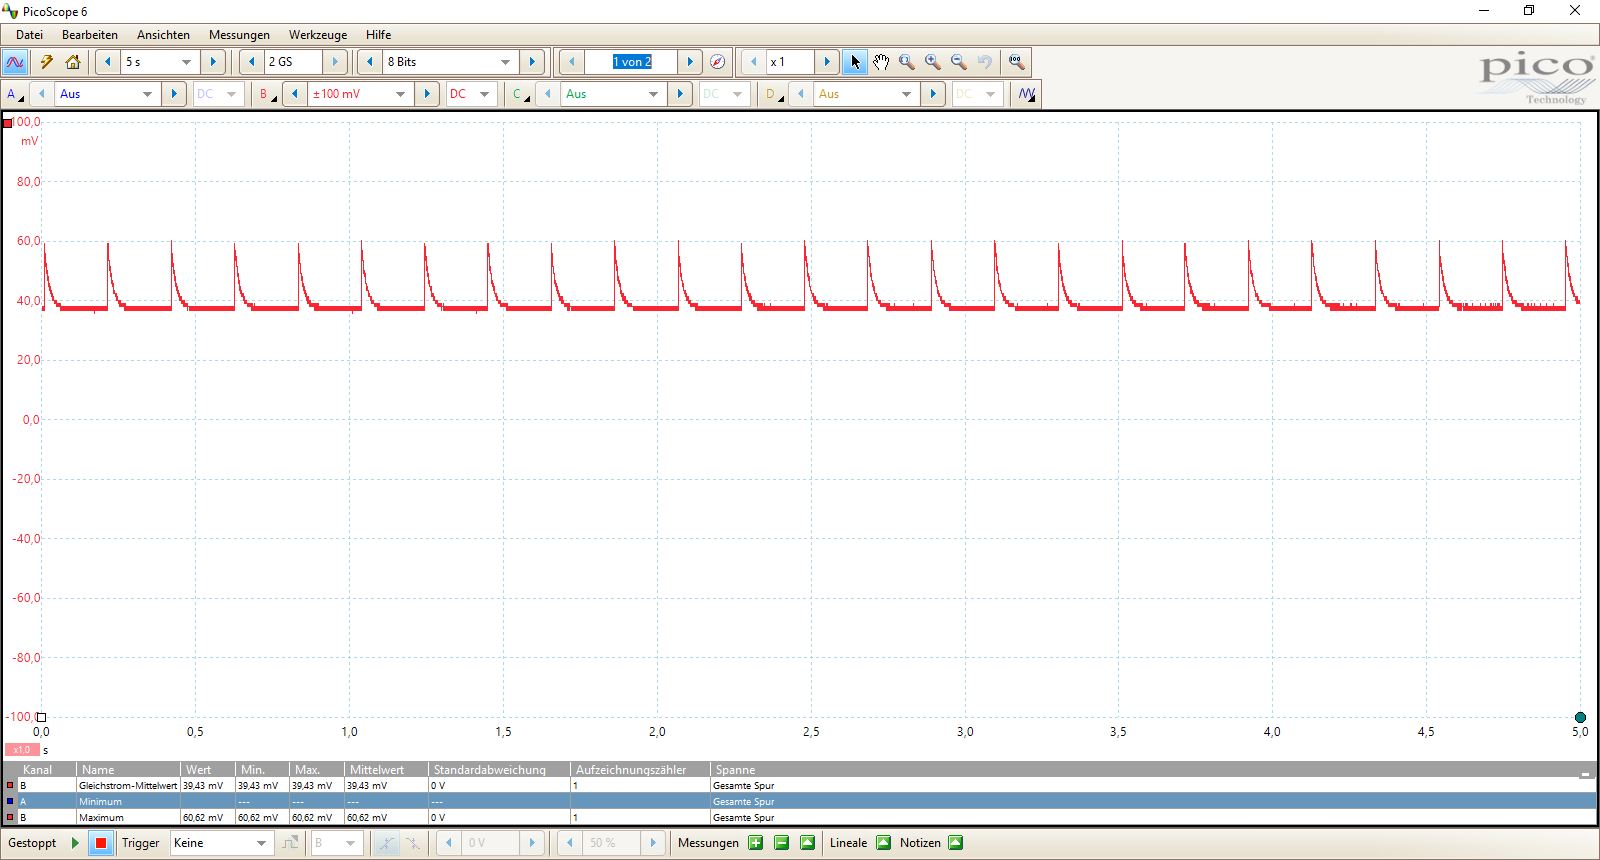 PicoScope 6
Datei Bearbeiten Ansichten Messungen Werkzeuge Hilfe
5 s 2 GS 8 Bits 1 von 2 x 1
pico
Technology
A Aus DC B ±100 mV DC C Aus DC D Aus DC
100,0
mV
80,0
60,0
40,0
20,0
0,0
-20,0
-40,0
-60,0
-80,0
-100,0
0,0 0,5 1,0 1,5 2,0 2,5 3,0 3,5 4,0 4,5 5,0
x1,0 s
Kanal Name Wert Min. Max. Mittelwert Standardabweichung Aufzeichnungszähler Spanne
B Gleichstrom-Mittelwert 39,43 mV 39,43 mV 39,43 mV 39,43 mV 0 V 1 Gesamte Spur
A Minimum --- --- --- --- Gesamte Spur
B Maximum 60,62 mV 60,62 mV 60,62 mV 60,62 mV 0 V 1 Gesamte Spur
Gestoppt Trigger Keine B 0 V 50 % Messungen Lineale Notizen